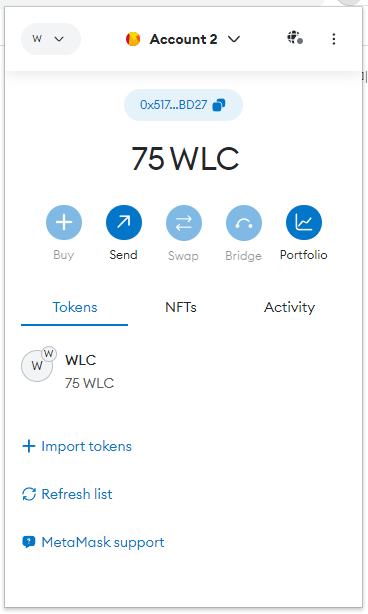 W
Account 2
0x517...BD27
75 WLC
Buy
Send
Swap
Bridge
Portfolio
Tokens
NFTs
Activity
W
W
WLC
75 WLC
Import tokens
Refresh list
MetaMask support